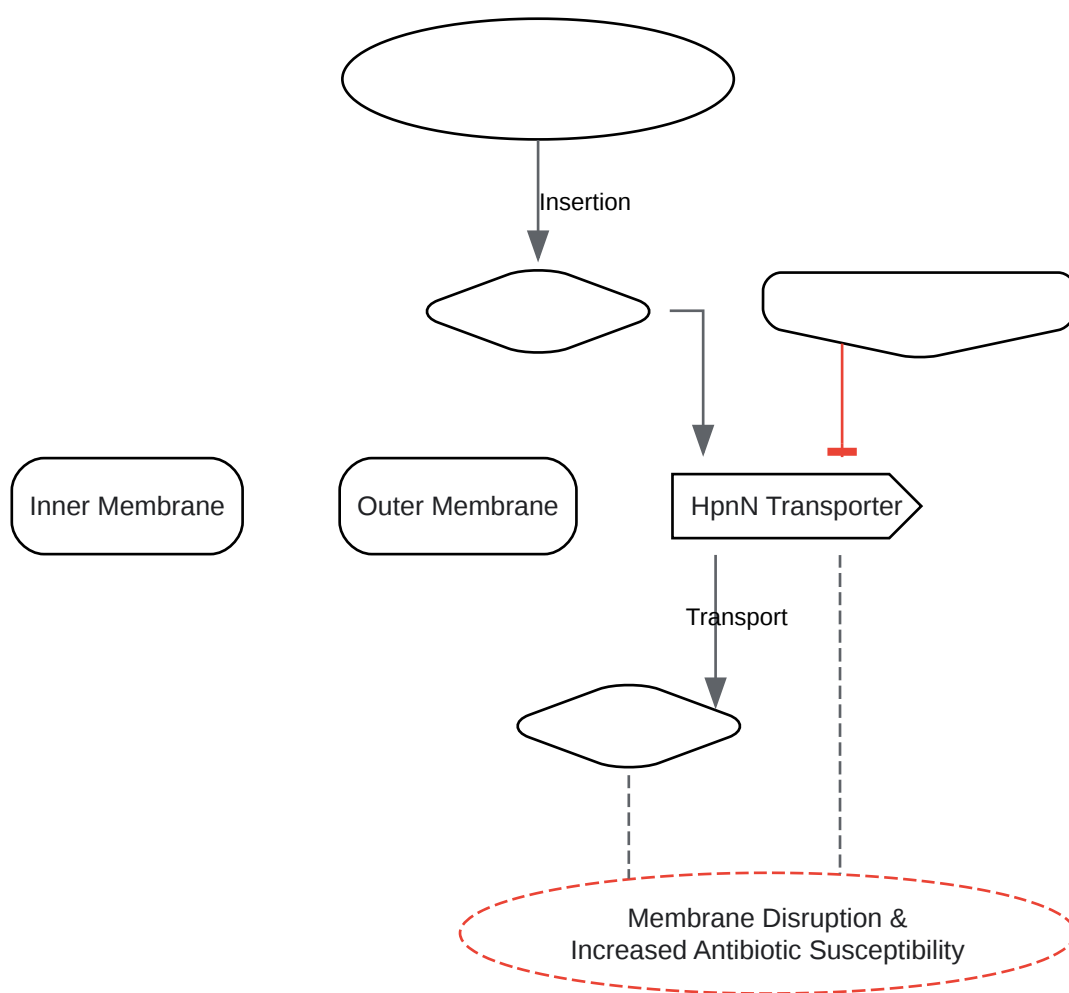 Insertion
Inner Membrane
Outer Membrane
HpnN Transporter
Transport
Membrane Disruption &
Increased Antibiotic Susceptibility